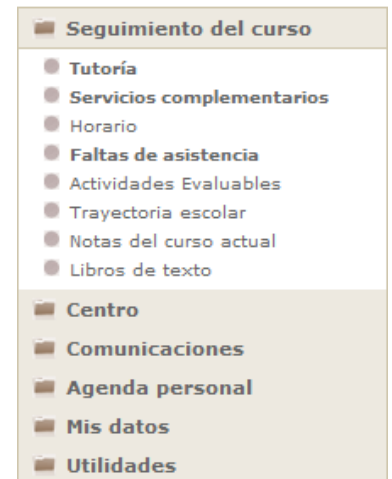 Seguimiento del curso
Tutoría
Servicios complementarios
Horario
Faltas de asistencia
Actividades Evaluables
Trayectoria escolar
Notas del curso actual
Libros de texto
Centro
Comunicaciones
Agenda personal
Mis datos
Utilidades